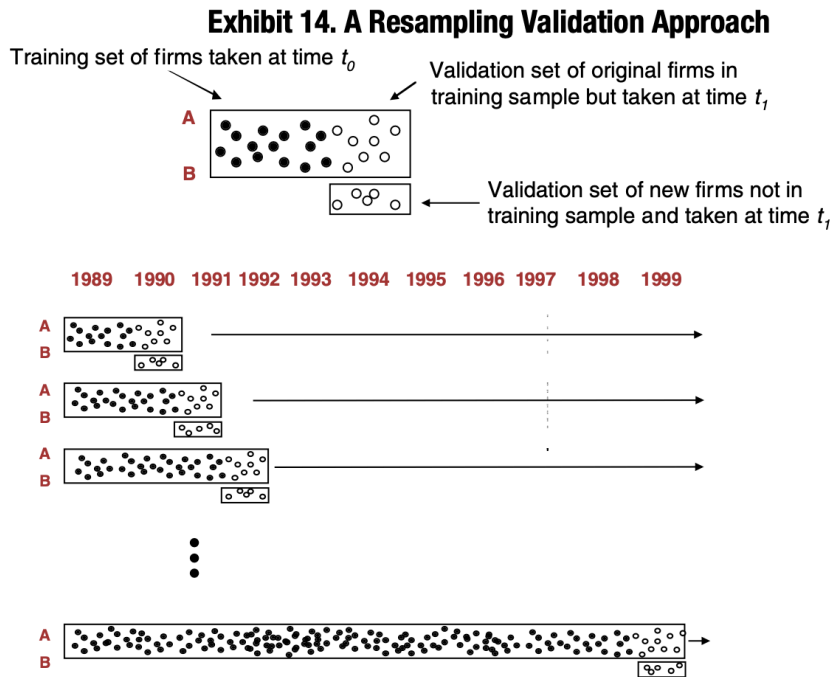 Exhibit 14. A Resampling Validation Approach
Training set of firms taken at time t0
Validation set of original firms in
training sample but taken at time t1
A
B
Validation set of new firms not in
training sample and taken at time t1
1989 1990 1991 1992 1993 1994 1995 1996 1997 1998 1999
A
B
A
B
A
B
A
B